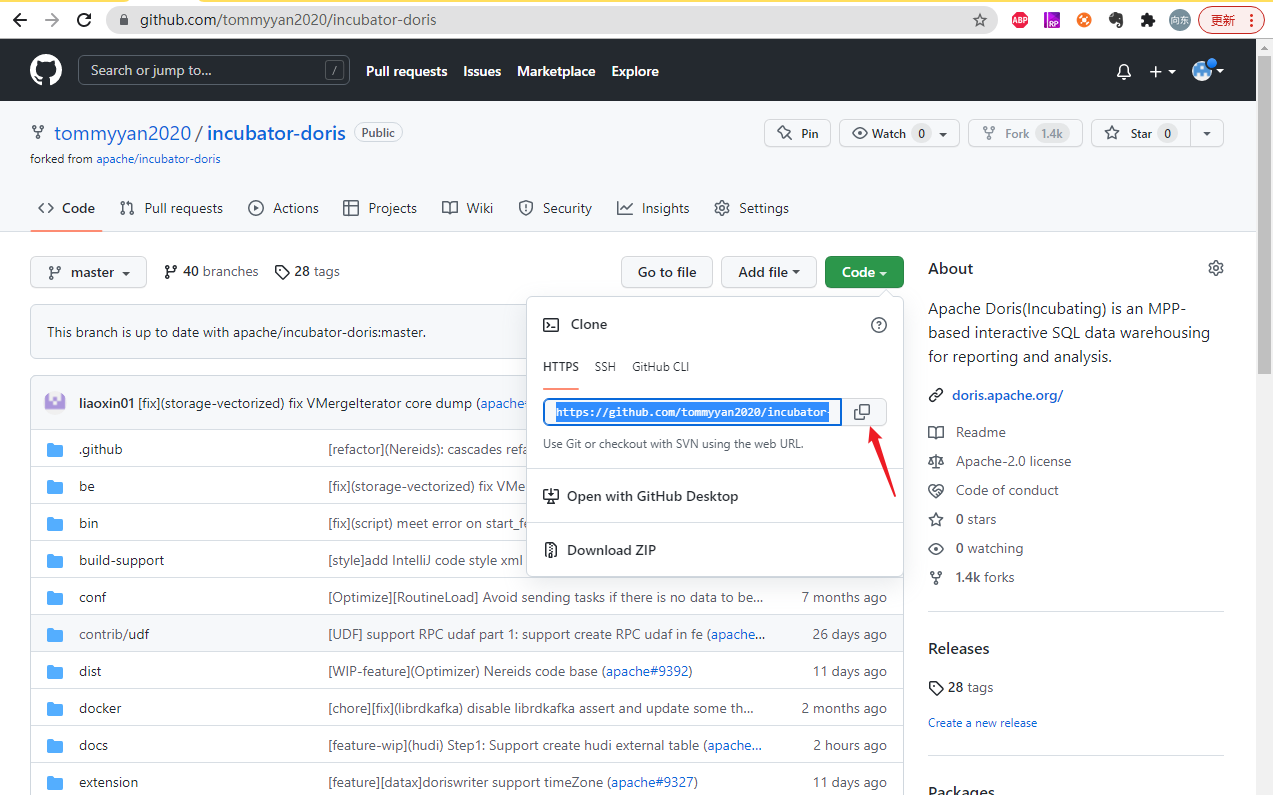 github.com/tommyyan2020/incubator-doris
ABP
RP
向东
更新
Search or jump to...
/
Pull requests
Issues
Marketplace
Explore
tommyyan2020 / incubator-doris
Public
forked from apache/incubator-doris
Pin
Watch 0
Fork 1.4k
Star 0
Code
Pull requests
Actions
Projects
Wiki
Security
Insights
Settings
master
40 branches
28 tags
Go to file
Add file
Code
This branch is up to date with apache/incubator-doris:master.
Clone
HTTPS
SSH
GitHub CLI
https://github.com/tommyyan2020/incubator-
Use Git or checkout with SVN using the web URL.
Open with GitHub Desktop
Download ZIP
liaoxin01 [fix](storage-vectorized) fix VMergeIterator core dump (apache
.github [refactor](Nereids): cascades refa
be [fix](storage-vectorized) fix VMe
bin [fix](script) meet error on start_fe
build-support [style]add IntelliJ code style xml
conf [Optimize][RoutineLoad] Avoid sending tasks if there is no data to be... 7 months ago
contrib/udf [UDF] support RPC udaf part 1: support create RPC udaf in fe (apache... 26 days ago
dist [WIP-feature](Optimizer) Nereids code base (apache#9392) 11 days ago
docker [chore][fix](librdkafka) disable librdkafka assert and update some th... 2 months ago
docs [feature-wip](hudi) Step1: Support create hudi external table (apache... 2 hours ago
extension [feature][datax]doriswriter support timeZone (apache#9327) 11 days ago
About
Apache Doris(Incubating) is an MPP-
based interactive SQL data warehousing
for reporting and analysis.
doris.apache.org/
Readme
Apache-2.0 license
Code of conduct
0 stars
0 watching
1.4k forks
Releases
28 tags
Create a new release
Packages